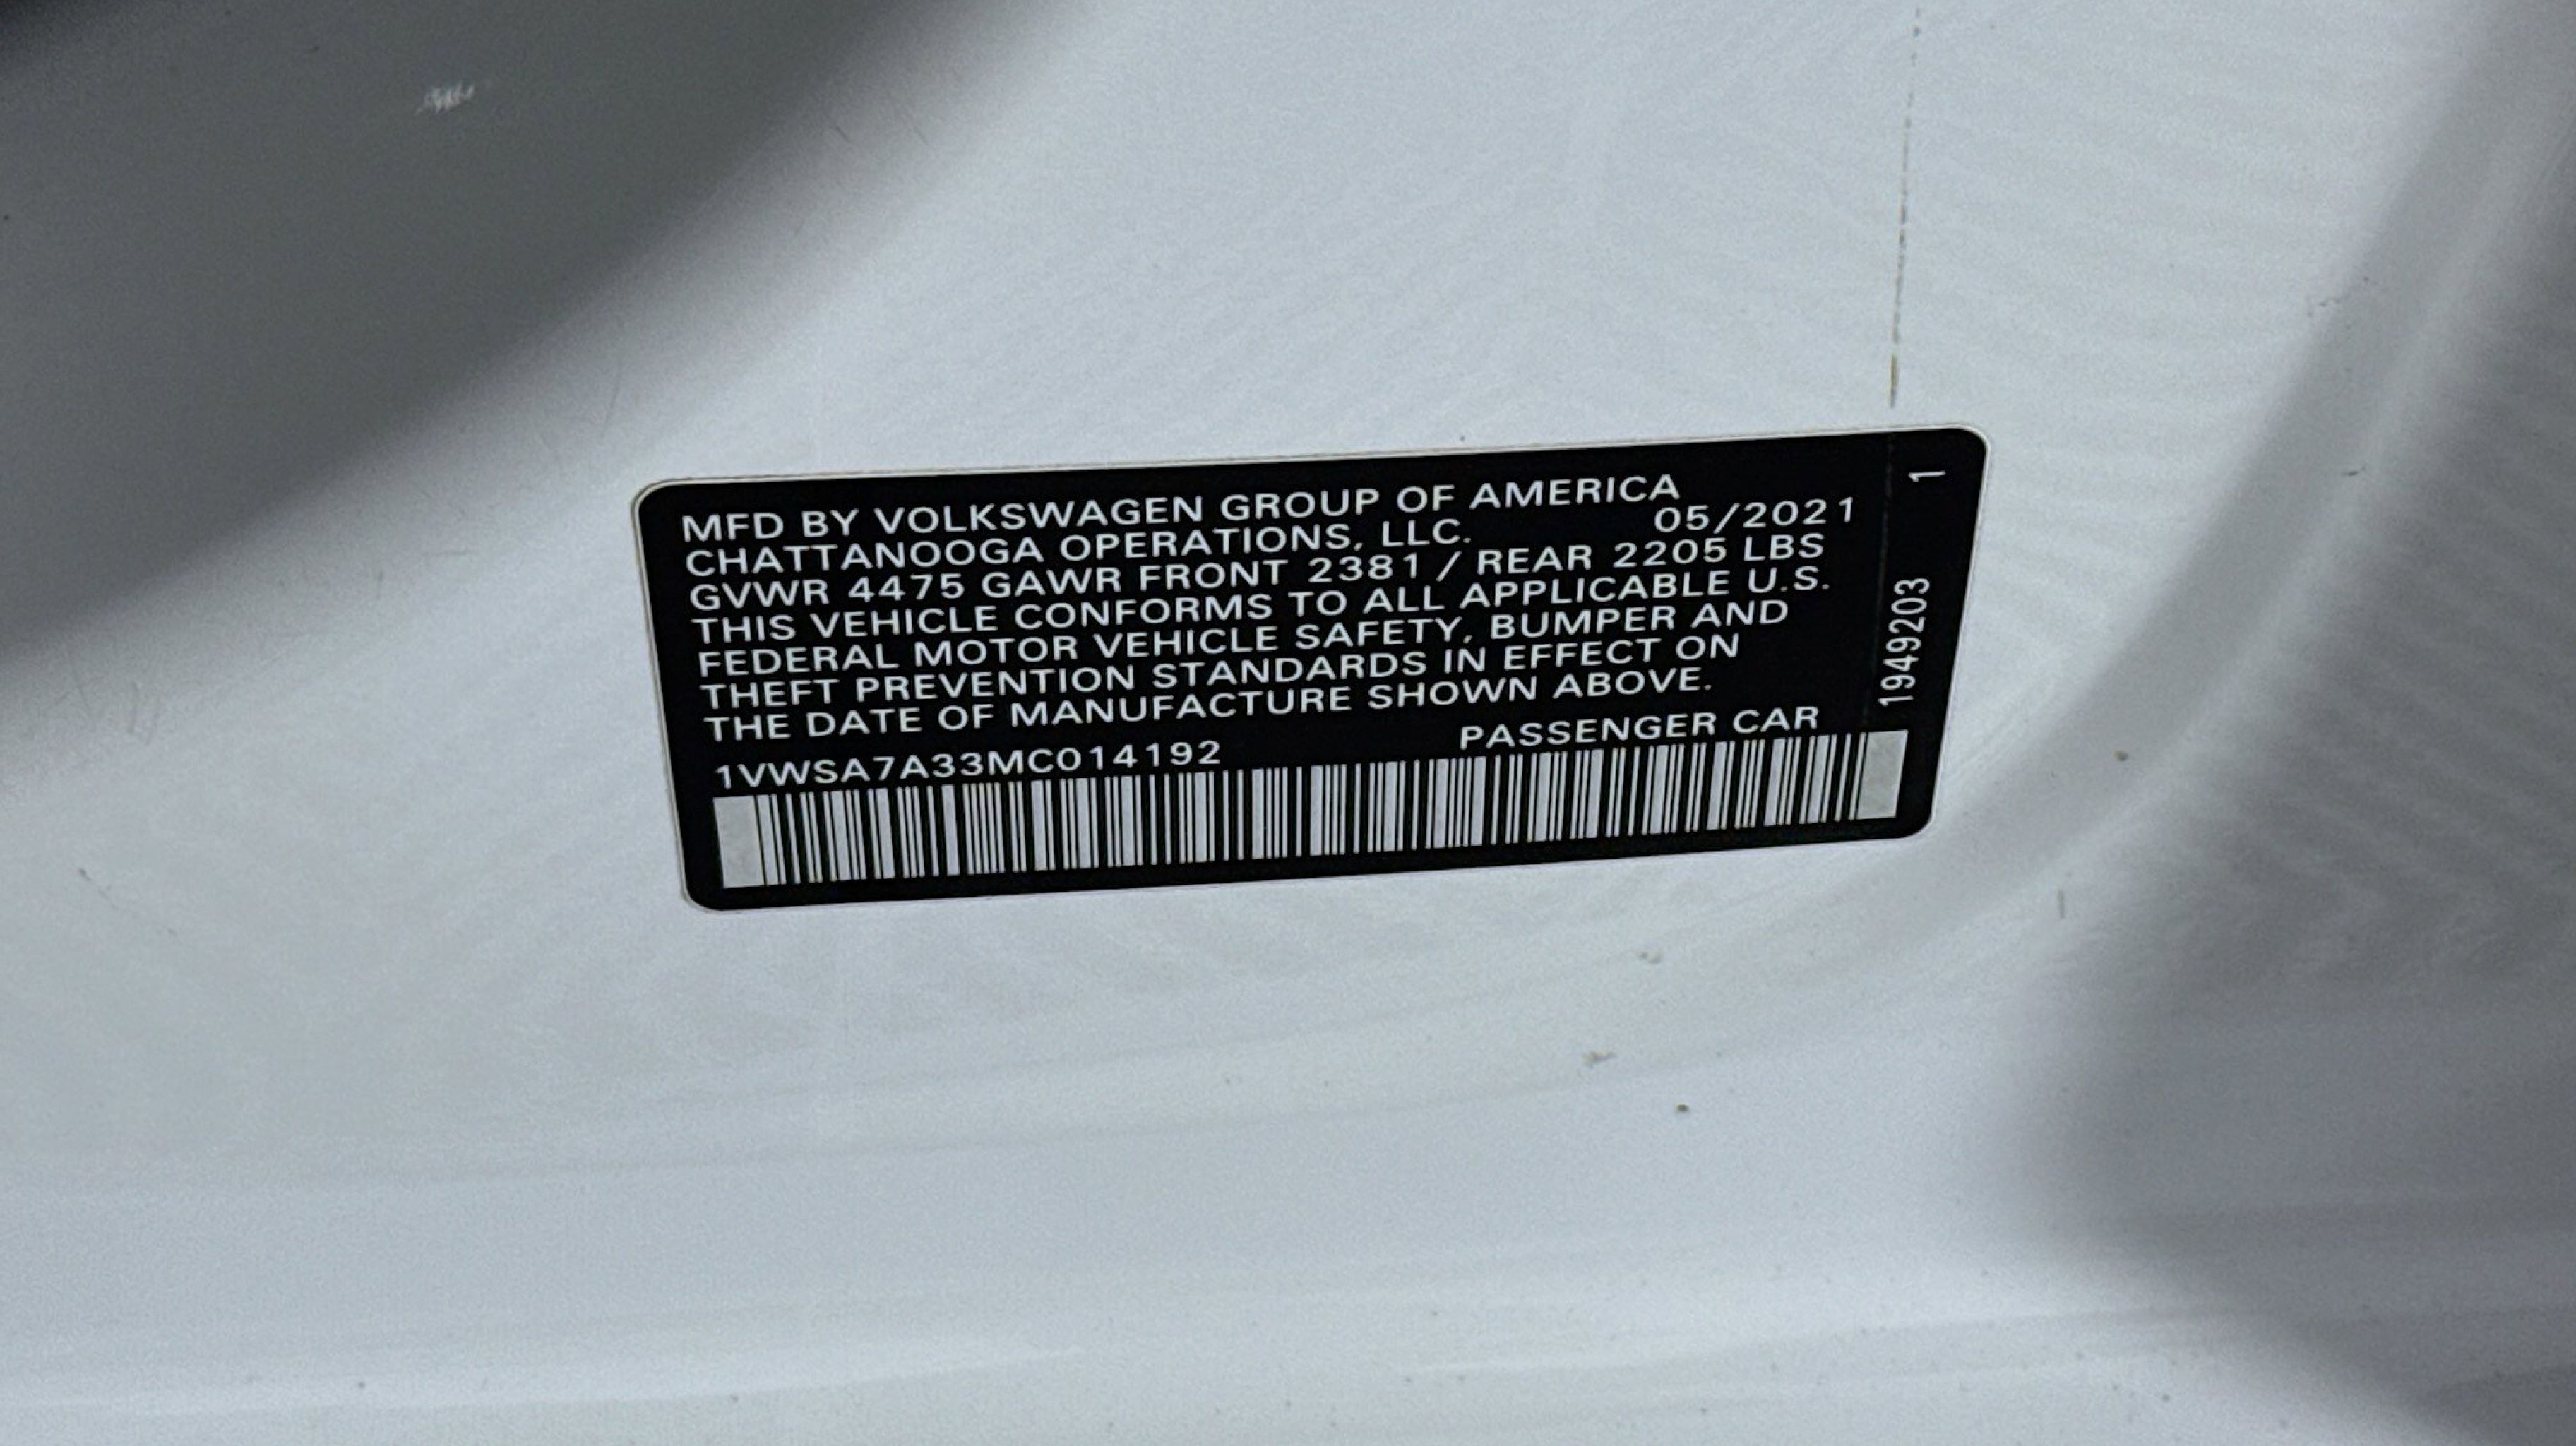 MFD BY VOLKSWAGEN GROUP OF AMERICA
CHATTANOOGA OPERATIONS, LLC. 05/2021
GVWR 4475 GAWR FRONT 2381 / REAR 2205 LBS
THIS VEHICLE CONFORMS TO ALL APPLICABLE U.S.
FEDERAL MOTOR VEHICLE SAFETY, BUMPER AND
THEFT PREVENTION STANDARDS IN EFFECT ON
THE DATE OF MANUFACTURE SHOWN ABOVE.
1VWSA7A33MC014192 PASSENGER CAR
1949203 1